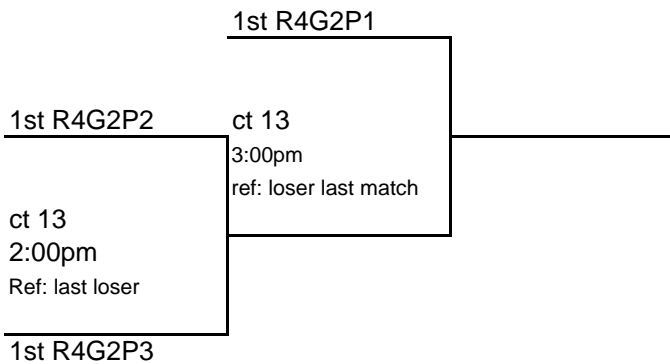 1st R4G2P1
1st R4G2P2
ct 13
3:00pm
ref: loser last match
ct 13
2:00pm
Ref: last loser
1st R4G2P3